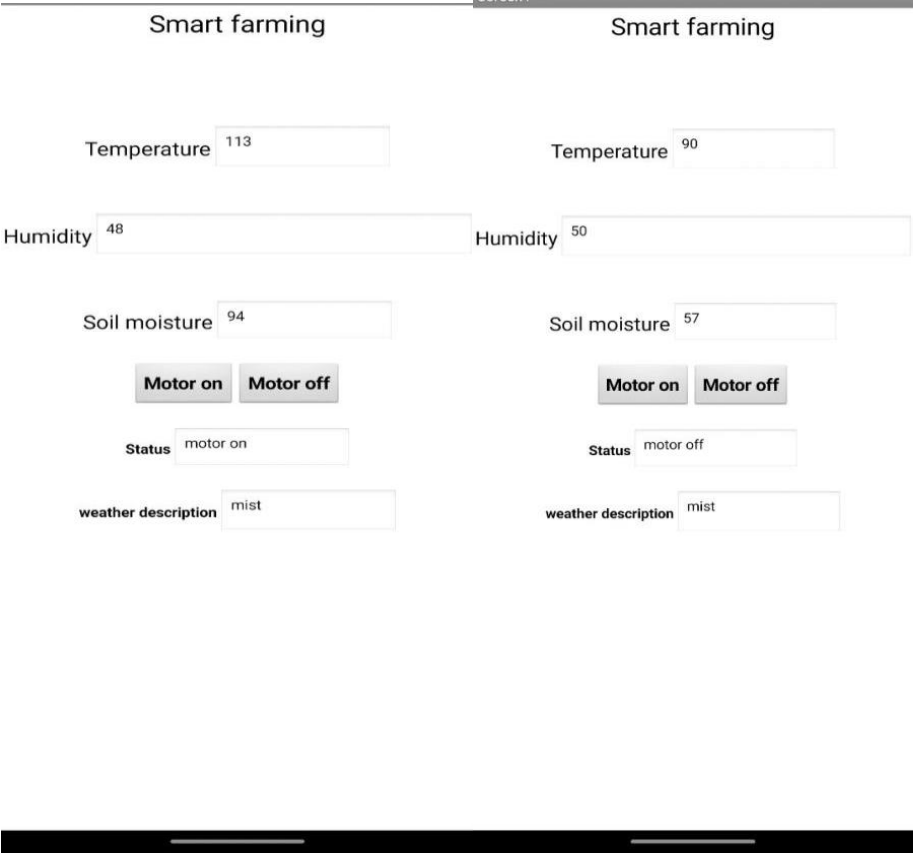 Smart farming
Temperature 113
Humidity 48
Soil moisture 94
Motor on Motor off
Status motor on
weather description mist
Smart farming
Temperature 90
Humidity 50
Soil moisture 57
Motor on Motor off
Status motor off
weather description mist